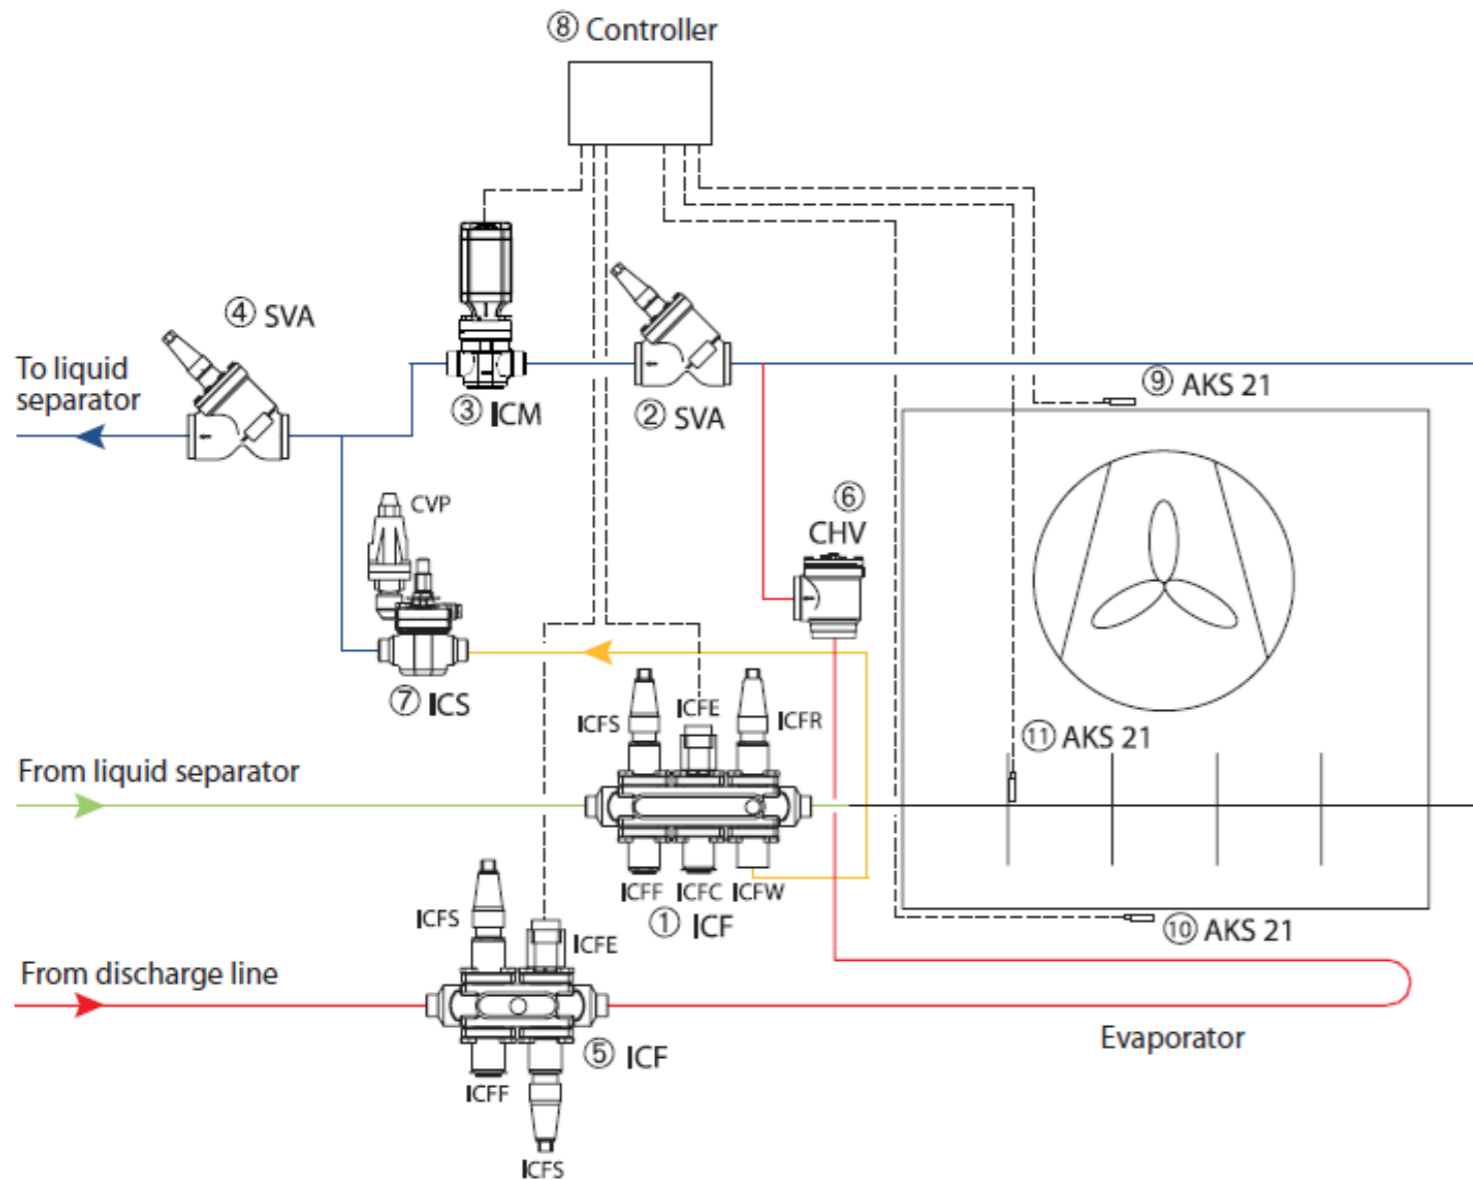 ⑧ Controller
④ SVA
To liquid
separator
③ ICM
② SVA
⑨ AKS 21
CVP
⑥
CHV
⑦ ICS
ICFS
ICFE
ICFR
⑪ AKS 21
From liquid separator
ICFF
ICFC
ICFW
① ICF
ICFS
ICFE
⑩ AKS 21
From discharge line
Evaporator
⑤ ICF
ICFF
ICFS